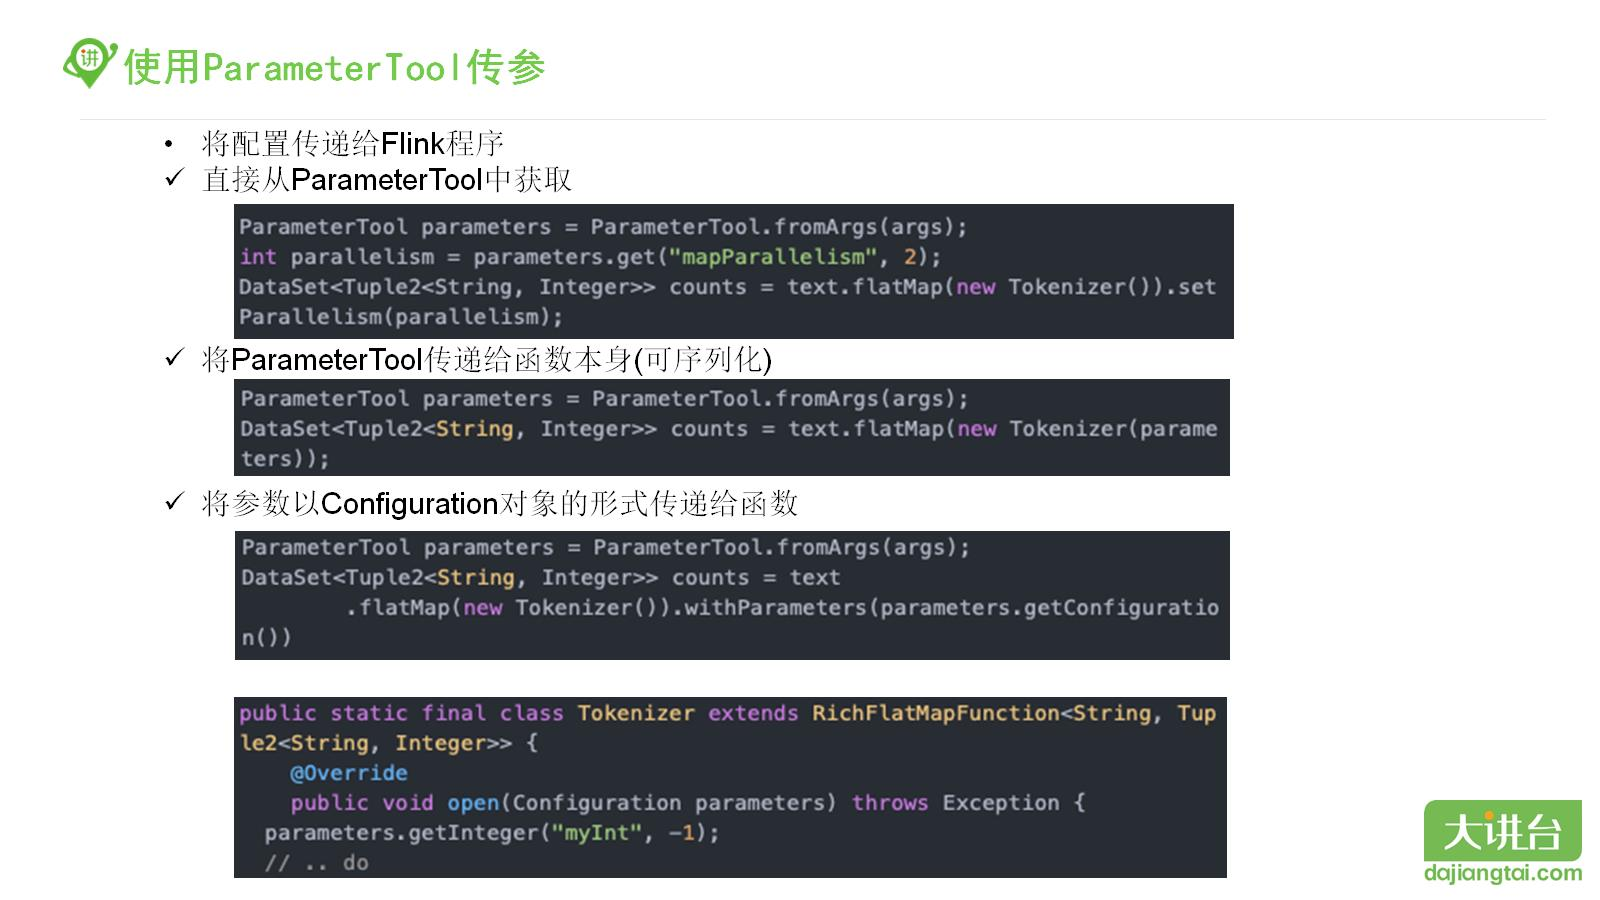 讲
使用ParameterTool传参
• 将配置传递给Flink程序
✓ 直接从ParameterTool中获取
ParameterTool parameters = ParameterTool.fromArgs(args);
int parallelism = parameters.get("mapParallelism", 2);
DataSet<Tuple2<String, Integer>> counts = text.flatMap(new Tokenizer()).set
Parallelism(parallelism);
✓ 将ParameterTool传递给函数本身(可序列化)
ParameterTool parameters = ParameterTool.fromArgs(args);
DataSet<Tuple2<String, Integer>> counts = text.flatMap(new Tokenizer(parame
ters));
✓ 将参数以Configuration对象的形式传递给函数
ParameterTool parameters = ParameterTool.fromArgs(args);
DataSet<Tuple2<String, Integer>> counts = text
        .flatMap(new Tokenizer()).withParameters(parameters.getConfiguratio
n())
public static final class Tokenizer extends RichFlatMapFunction<String, Tup
le2<String, Integer>> {
    @Override
    public void open(Configuration parameters) throws Exception {
  parameters.getInteger("myInt", -1);
  // .. do
大讲台
dajiangtai.com